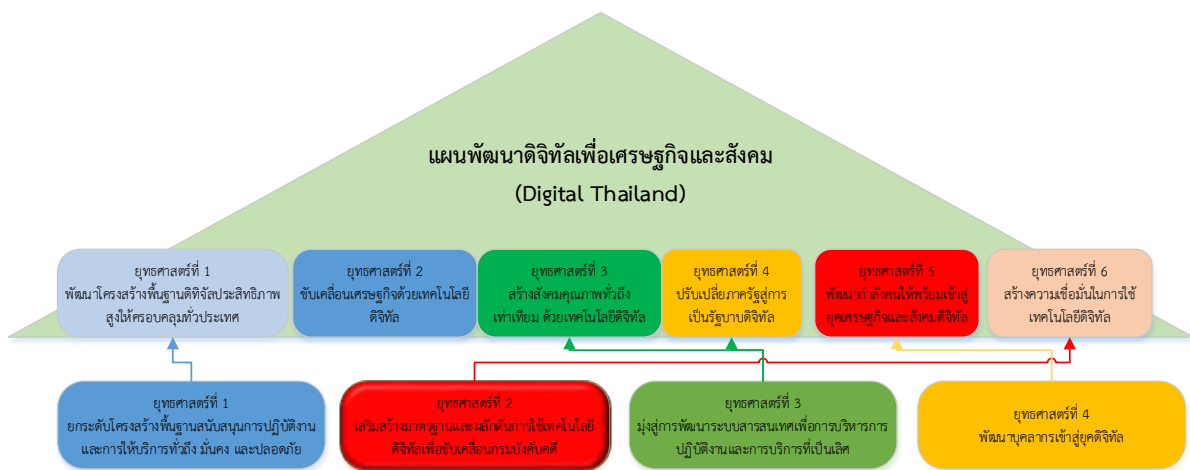 แผนพัฒนาดิจิทัลเพื่อเศรษฐกิจและสังคม
(Digital Thailand)
ยุทธศาสตร์ที่ 1
พัฒนาโครงสร้างพื้นฐานดิทิจัลประสิทธิภาพ
สูงให้ครอบคลุมทั่วประเทศ
ยุทธศาสตร์ที่ 2
ขับเคลื่อนเศรษฐกิจด้วยเทคโนโลยี
ดิจิทัล
ยุทธศาสตร์ที่ 3
สร้างสังคมคุณภาพทั่วถึง
เท่าเทียม ด้วยเทคโนโลยีดิจิทัล
ยุทธศาสตร์ที่ 4
ปรับเปลี่ยภาครัฐสู่การ
เป็นรัฐบาบดิจิทัล
ยุทธศาสตร์ที่ 5
พัฒนากำลังคนให้พร้อมเข้าสู่
ยุคเศรษฐกิจและสังคมดิจิทัล
ยุทธศาสตร์ที่ 6
สร้างความเชื่อมั่นในการใช้
เทคโนโลยีดิจิทัล
ยุทธศาสตร์ที่ 1
ยกระดับโครงสร้างพื้นฐานสนับสนุนการปฏิบัติงาน
และการให้บริการทั่วถึง มั่นคง และปลอดภัย
ยุทธศาสตร์ที่ 2
เสริมสร้างมาตรฐานและผลักดันการใช้เทคโนโลยี
ดิจิทัลเพื่อขับเคลื่อนกรมบังคับคดี
ยุทธศาสตร์ที่ 3
มุ่งสู่การพัฒนาระบบสารสนเทศเพื่อการบริหารการ
ปฏิบัติงานและการบริการที่เป็นเลิศ
ยุทธศาสตร์ที่ 4
พัฒนาบุคลากรเข้าสู่ยุคดิจิทัล